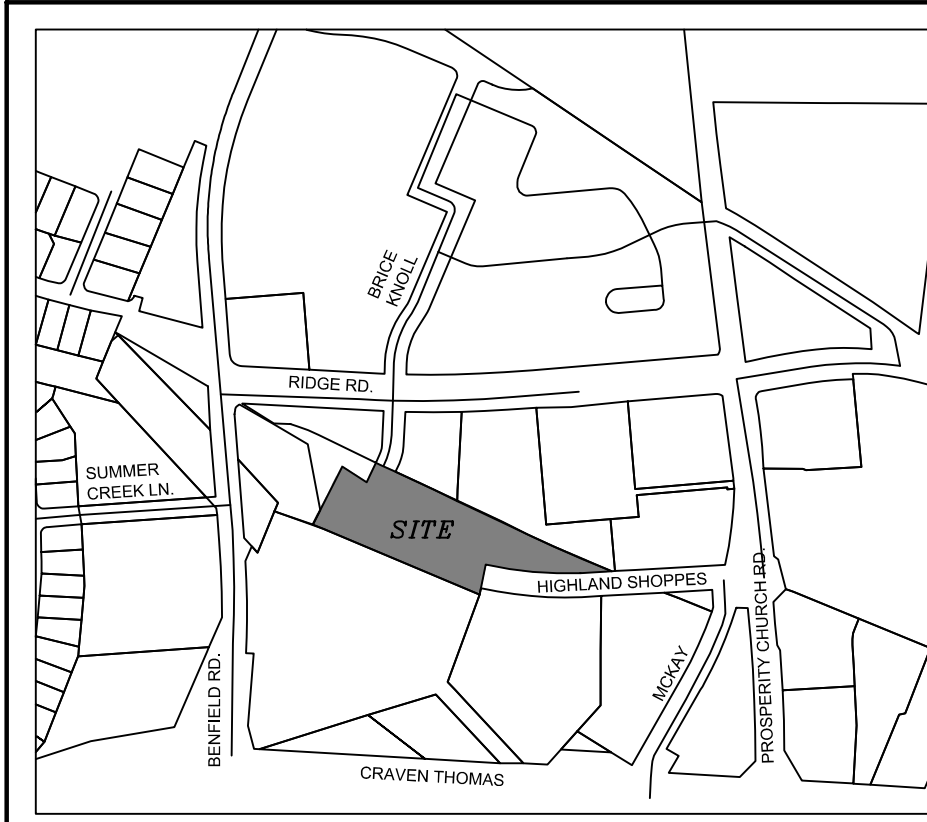 BRICE
KNOLL
RIDGE RD.
SUMMER
CREEK LN.
SITE
HIGHLAND SHOPPES
BENFIELD RD.
MCKAY
PROSPERITY CHURCH RD.
CRAVEN THOMAS